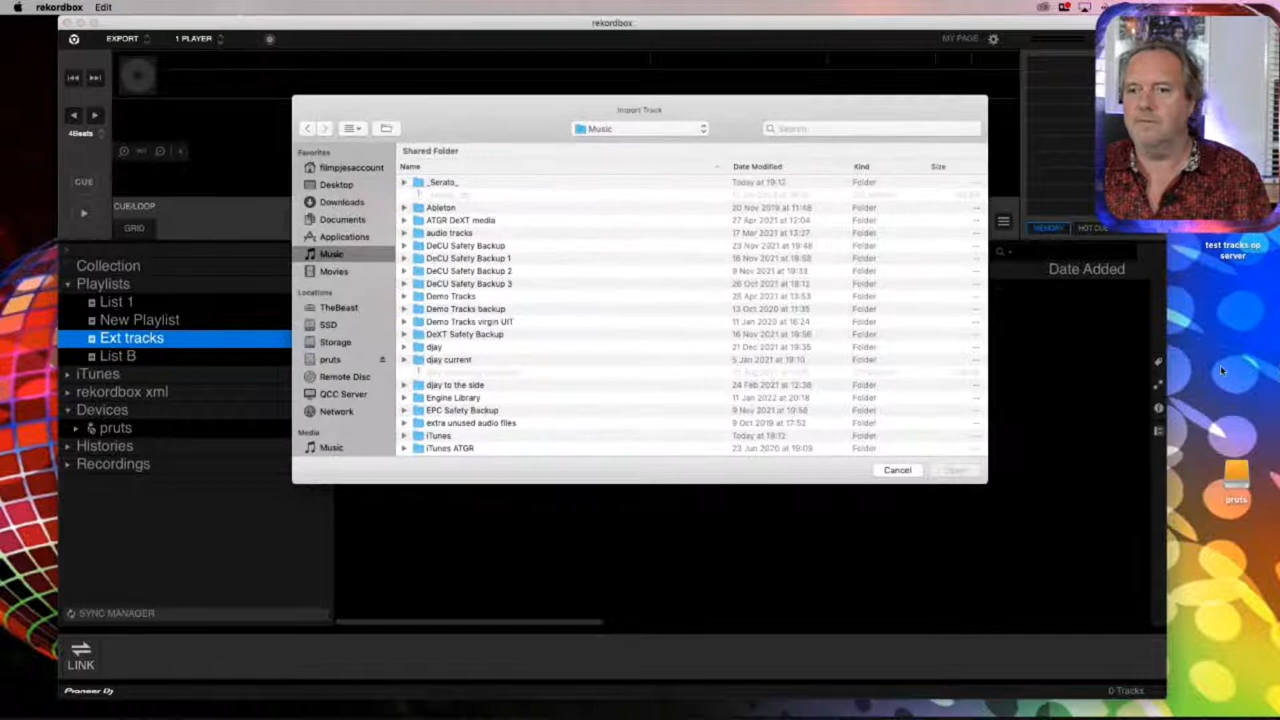 rekordbox Edit
rekordbox
EXPORT 1 PLAYER MY PAGE
Import Track
4Beats
Music Search
CUE
CUE/LOOP
GRID
MEMORY HOT CUE
Favorites
filmpjesaccount
Desktop
Downloads
Documents
Applications
Music
Movies
Locations
TheBeast
SSD
Storage
pruts
Remote Disc
QCC Server
Network
Media
Music
Shared Folder
Name Date Modified Kind Size
_Serato_ Today at 19:12 Folder --
Ableton 20 Nov 2019 at 11:48 Folder --
ATGR DeXT media 27 Apr 2021 at 12:04 Folder --
audio tracks 17 Mar 2021 at 13:27 Folder --
DeCU Safety Backup 23 Nov 2021 at 19:48 Folder --
DeCU Safety Backup 1 16 Nov 2021 at 19:58 Folder --
DeCU Safety Backup 2 9 Nov 2021 at 19:33 Folder --
DeCU Safety Backup 3 26 Oct 2021 at 18:12 Folder --
Demo Tracks 28 Apr 2021 at 13:53 Folder --
Demo Tracks backup 13 Oct 2020 at 11:35 Folder --
Demo Tracks virgin UIT 11 Jan 2020 at 16:24 Folder --
DeXT Safety Backup 16 Nov 2021 at 19:56 Folder --
djay 21 Dec 2021 at 19:35 Folder --
djay current 5 Jan 2021 at 19:10 Folder --
djay to the side 24 Feb 2021 at 12:38 Folder --
Engine Library 11 Jan 2022 at 20:18 Folder --
EPC Safety Backup 9 Nov 2021 at 19:58 Folder --
extra unused audio files 9 Oct 2019 at 17:52 Folder --
iTunes Today at 19:12 Folder --
iTunes ATGR 23 Jun 2020 at 19:09 Folder --
Cancel Open
Collection
Playlists
List 1
New Playlist
Ext tracks
List B
iTunes
rekordbox xml
Devices
pruts
Histories
Recordings
Date Added
test tracks op
server
pruts
SYNC MANAGER
LINK
Pioneer Dj
0 Tracks